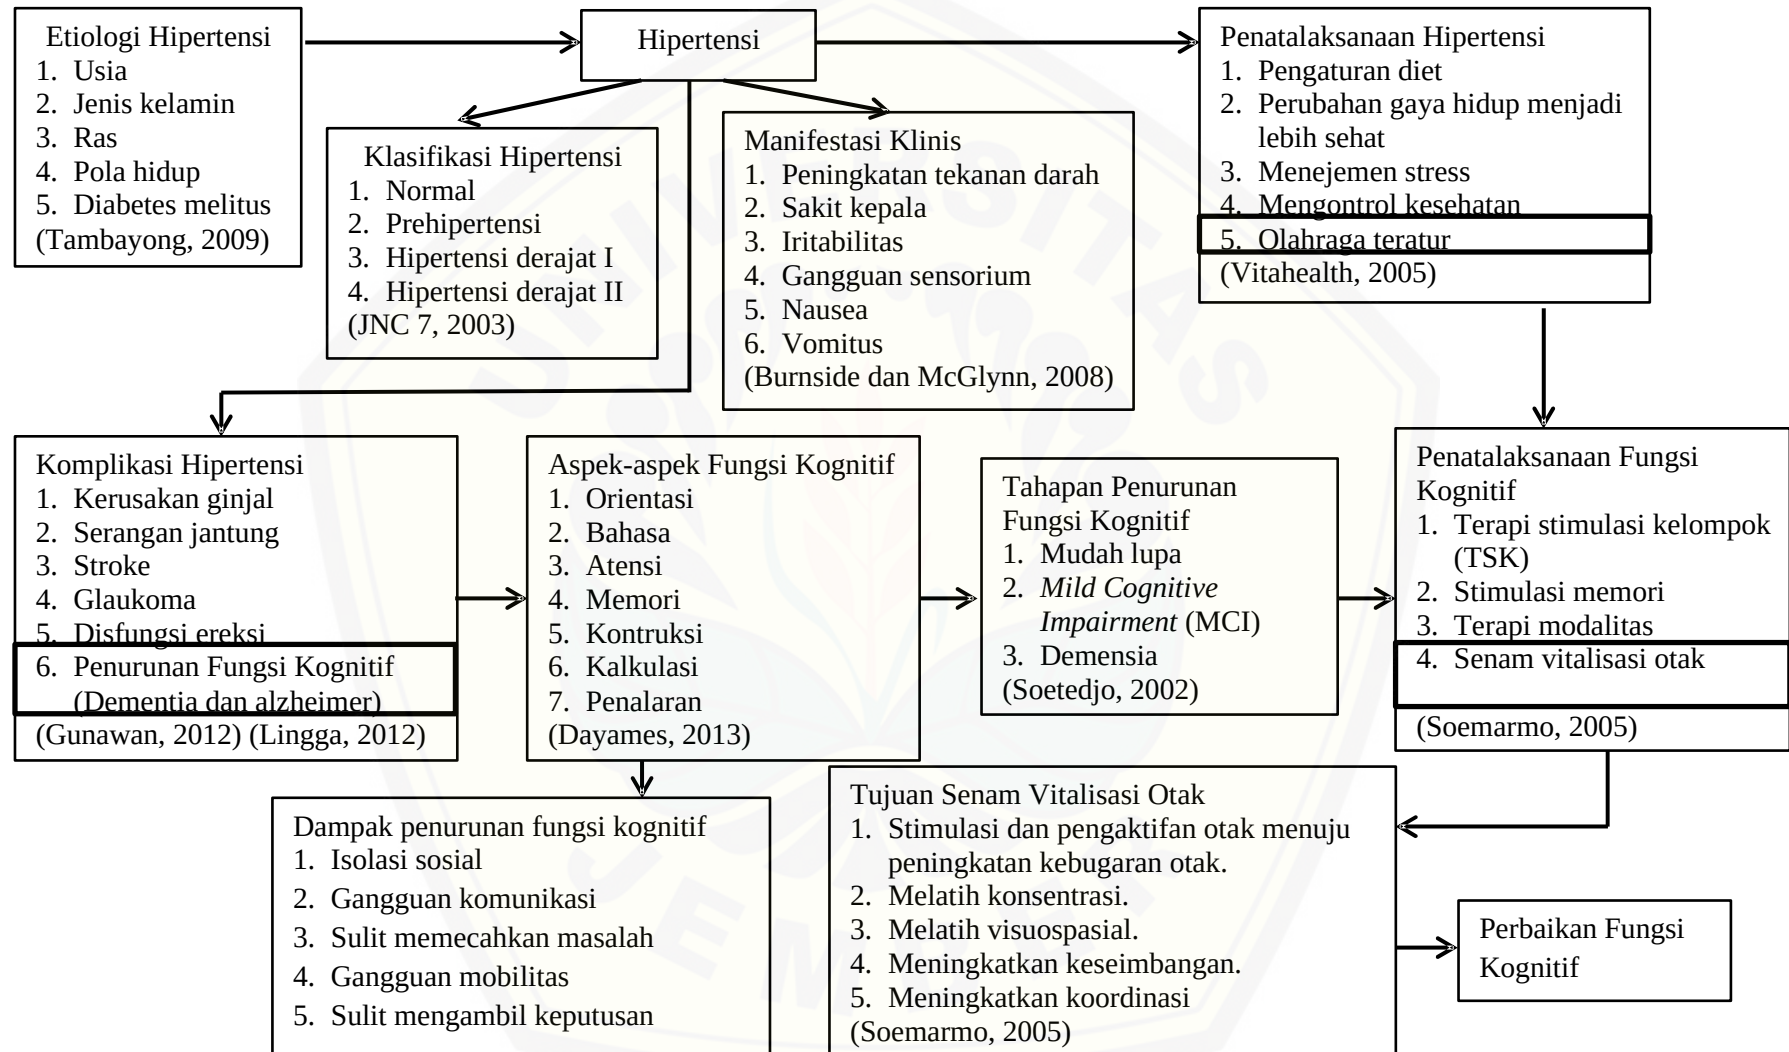 Etiologi Hipertensi
1. Usia
2. Jenis kelamin
3. Ras
4. Pola hidup
5. Diabetes melitus
(Tambayong, 2009)
Hipertensi
Penatalaksanaan Hipertensi
1. Pengaturan diet
2. Perubahan gaya hidup menjadi
lebih sehat
3. Menejemen stress
4. Mengontrol kesehatan
5. Olahraga teratur
(Vitahealth, 2005)
Klasifikasi Hipertensi
1. Normal
2. Prehipertensi
3. Hipertensi derajat I
4. Hipertensi derajat II
(JNC 7, 2003)
Manifestasi Klinis
1. Peningkatan tekanan darah
2. Sakit kepala
3. Iritabilitas
4. Gangguan sensorium
5. Nausea
6. Vomitus
(Burnside dan McGlynn, 2008)
Komplikasi Hipertensi
1. Kerusakan ginjal
2. Serangan jantung
3. Stroke
4. Glaukoma
5. Disfungsi ereksi
6. Penurunan Fungsi Kognitif
(Dementia dan alzheimer)
(Gunawan, 2012) (Lingga, 2012)
Aspek-aspek Fungsi Kognitif
1. Orientasi
2. Bahasa
3. Atensi
4. Memori
5. Kontruksi
6. Kalkulasi
7. Penalaran
(Dayames, 2013)
Tahapan Penurunan
Fungsi Kognitif
1. Mudah lupa
2. Mild Cognitive
Impairment (MCI)
3. Demensia
(Soetedjo, 2002)
Penatalaksanaan Fungsi
Kognitif
1. Terapi stimulasi kelompok
(TSK)
2. Stimulasi memori
3. Terapi modalitas
4. Senam vitalisasi otak
(Soemarmo, 2005)
Dampak penurunan fungsi kognitif
1. Isolasi sosial
2. Gangguan komunikasi
3. Sulit memecahkan masalah
4. Gangguan mobilitas
5. Sulit mengambil keputusan
Tujuan Senam Vitalisasi Otak
1. Stimulasi dan pengaktifan otak menuju
peningkatan kebugaran otak.
2. Melatih konsentrasi.
3. Melatih visuospasial.
4. Meningkatkan keseimbangan.
5. Meningkatkan koordinasi
(Soemarmo, 2005)
Perbaikan Fungsi
Kognitif
UNIVERSITAS
JEMBER